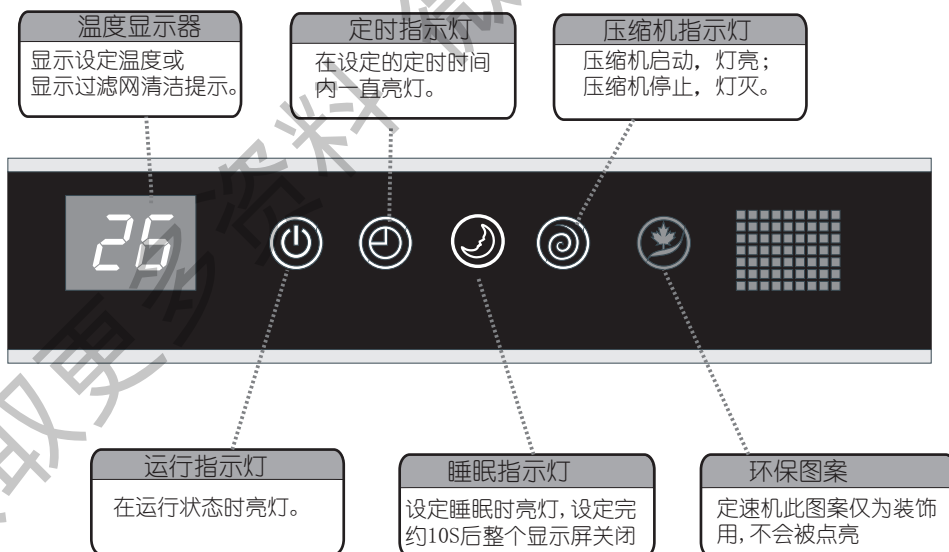 温度显示器
显示设定温度或
显示过滤网清洁提示。
定时指示灯
在设定的定时时间
内一直亮灯。
压缩机指示灯
压缩机启动，灯亮；
压缩机停止，灯灭。
26
运行指示灯
在运行状态时亮灯。
睡眠指示灯
设定睡眠时亮灯,设定完
约10S后整个显示屏关闭
环保图案
定速机此图案仅为装饰
用,不会被点亮
取更多资料